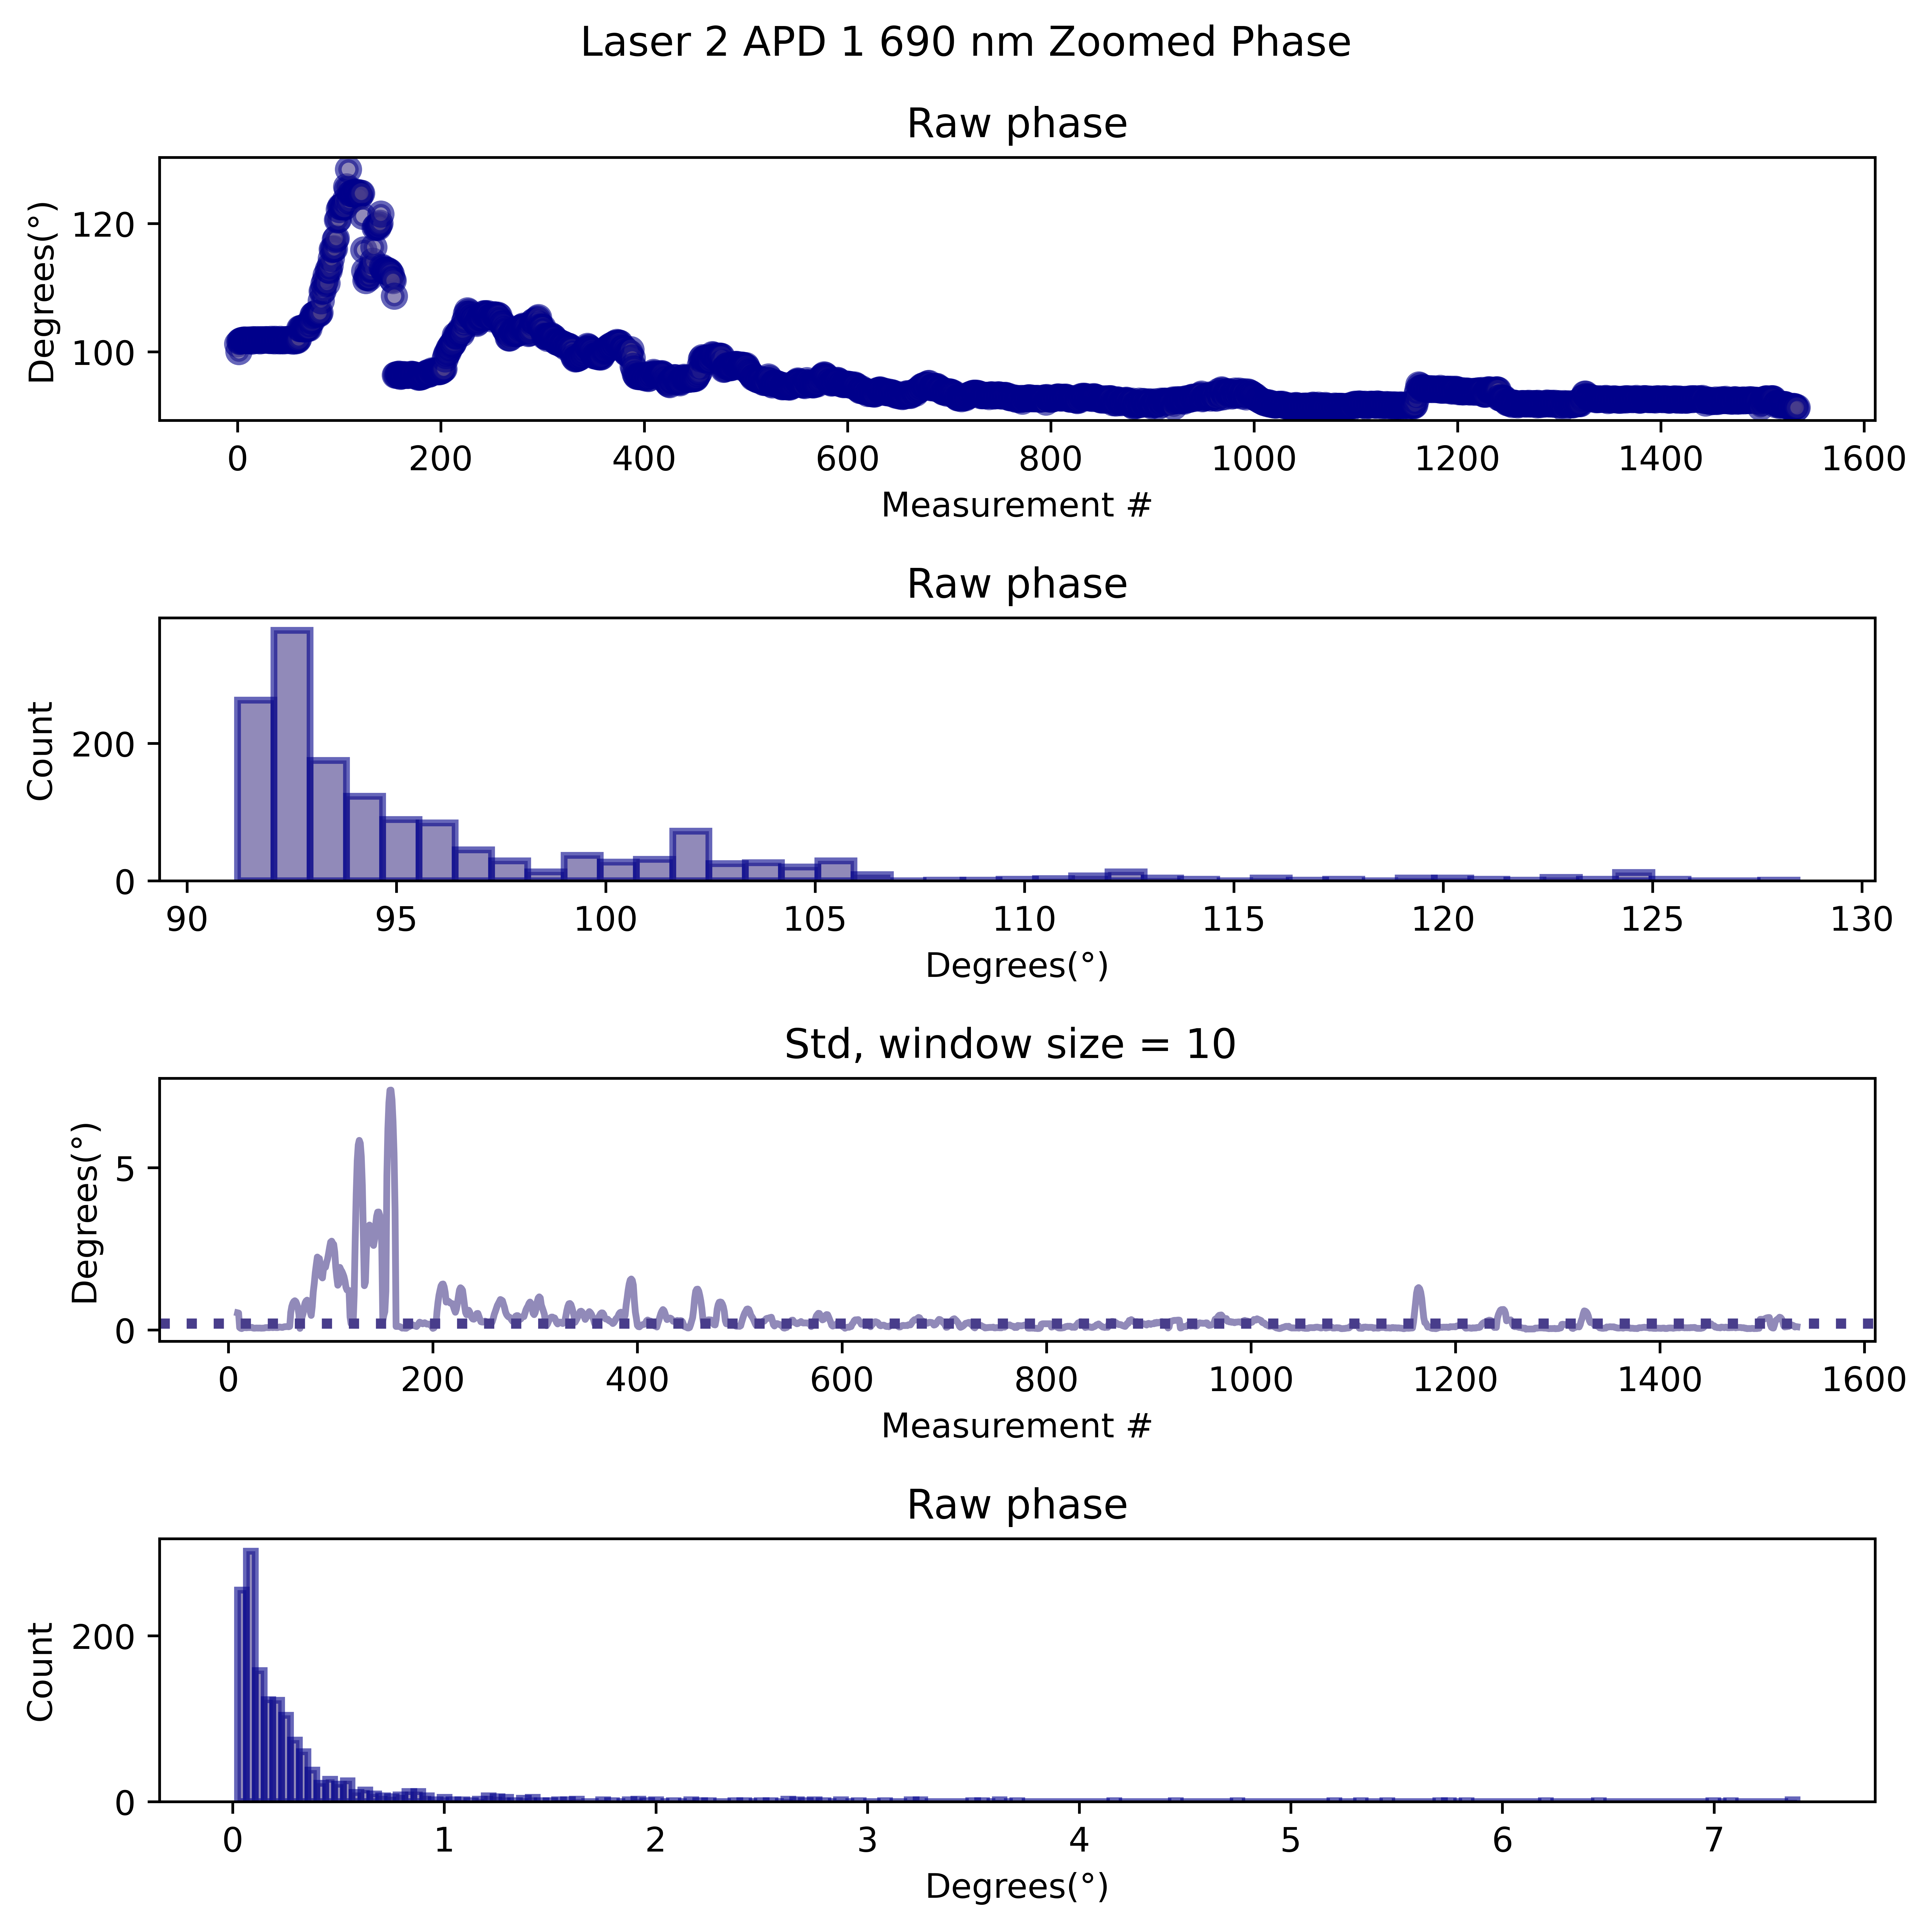 Laser 2 APD 1 690 nm Zoomed Phase
Raw phase
Degrees(°)
120
100
0 200 400 600 800 1000 1200 1400 1600
Measurement #
Raw phase
Count
200
0
90 95 100 105 110 115 120 125 130
Degrees(°)
Std, window size = 10
Degrees(°)
5
0
0 200 400 600 800 1000 1200 1400 1600
Measurement #
Raw phase
Count
200
0
0 1 2 3 4 5 6 7
Degrees(°)